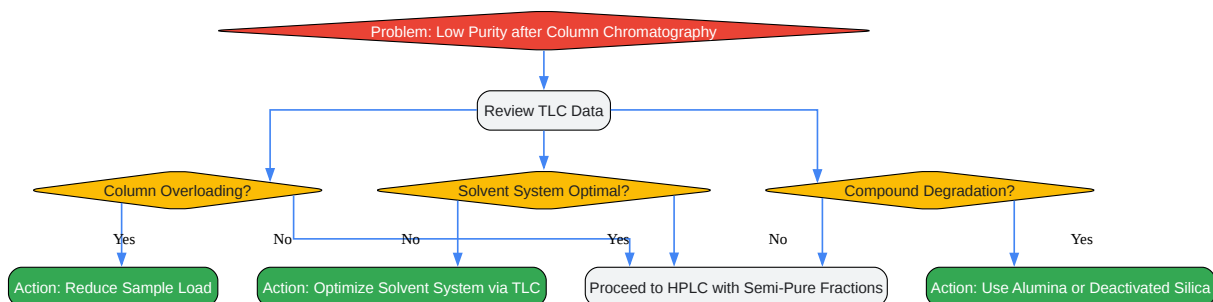 Problem: Low Purity after Column Chromatography
Review TLC Data
Column Overloading?
Solvent System Optimal?
Compound Degradation?
Yes
No
No
Yes
No
Yes
Action: Reduce Sample Load
Action: Optimize Solvent System via TLC
Proceed to HPLC with Semi-Pure Fractions
Action: Use Alumina or Deactivated Silica